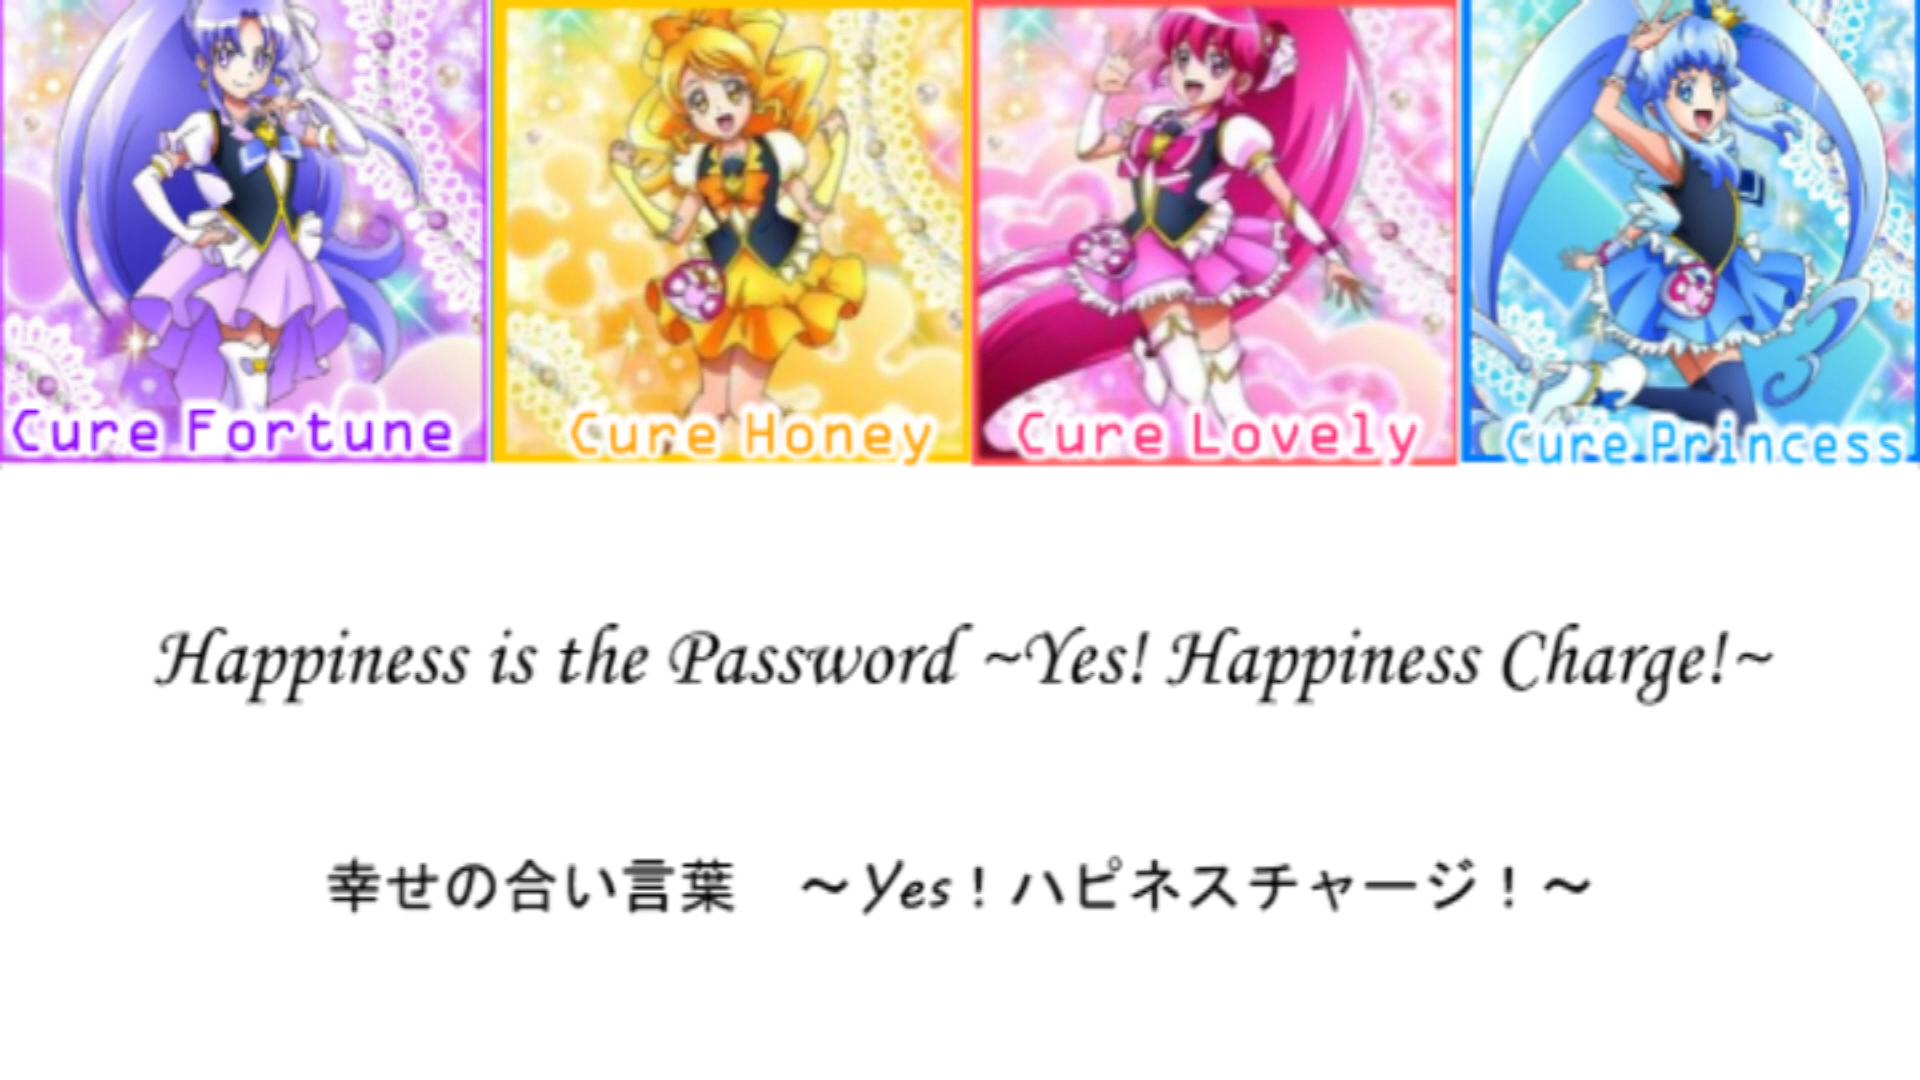 Cure Fortune
Cure Honey
Cure Lovely
Cure Princess
Happiness is the Password ~Yes! Happiness Charge!~
幸せの合い言葉　～Yes！ハピネスチャージ！～